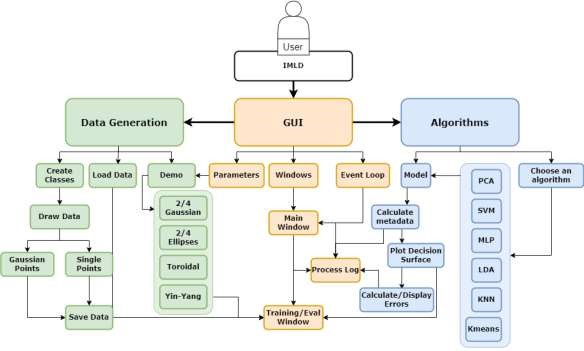 User
IMLD
Data Generation
GUI
Algorithms
Create
Classes
Load Data
Demo
Parameters
Windows
Event Loop
Model
Choose an
algorithm
Draw Data
2/4
Gaussian
2/4
Ellipses
Toroidal
Yin-Yang
Main
Window
Calculate
metadata
PCA
SVM
MLP
LDA
KNN
Kmeans
Gaussian
Points
Single
Points
Process Log
Plot Decision
Surface
Calculate/Display
Errors
Save Data
Training/Eval
Window